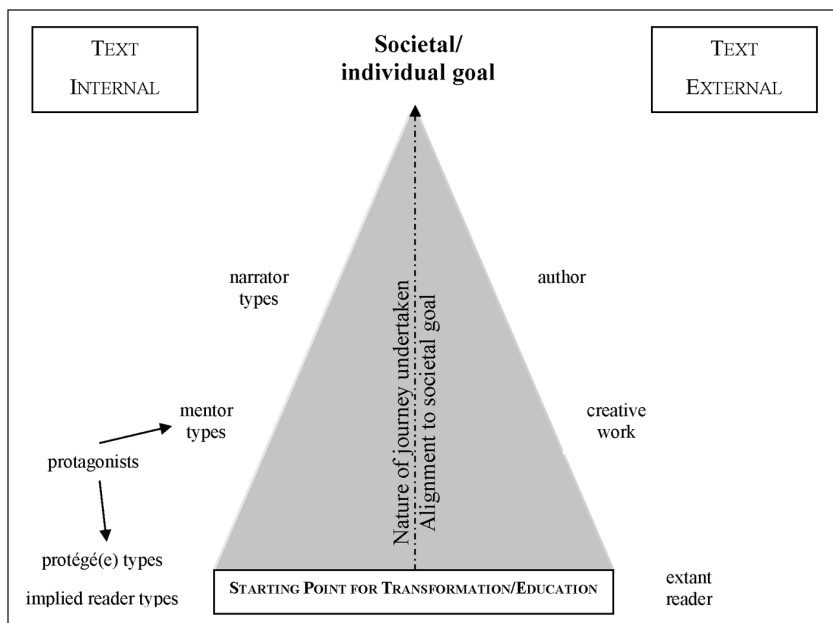 TEXT
INTERNAL
Societal/
individual goal
TEXT
EXTERNAL
narrator
types
author
Nature of journey undertaken
Alignment to societal goal
mentor
types
creative
work
protagonists
protégé(e) types
implied reader types
STARTING POINT FOR TRANSFORMATION/EDUCATION
extant
reader